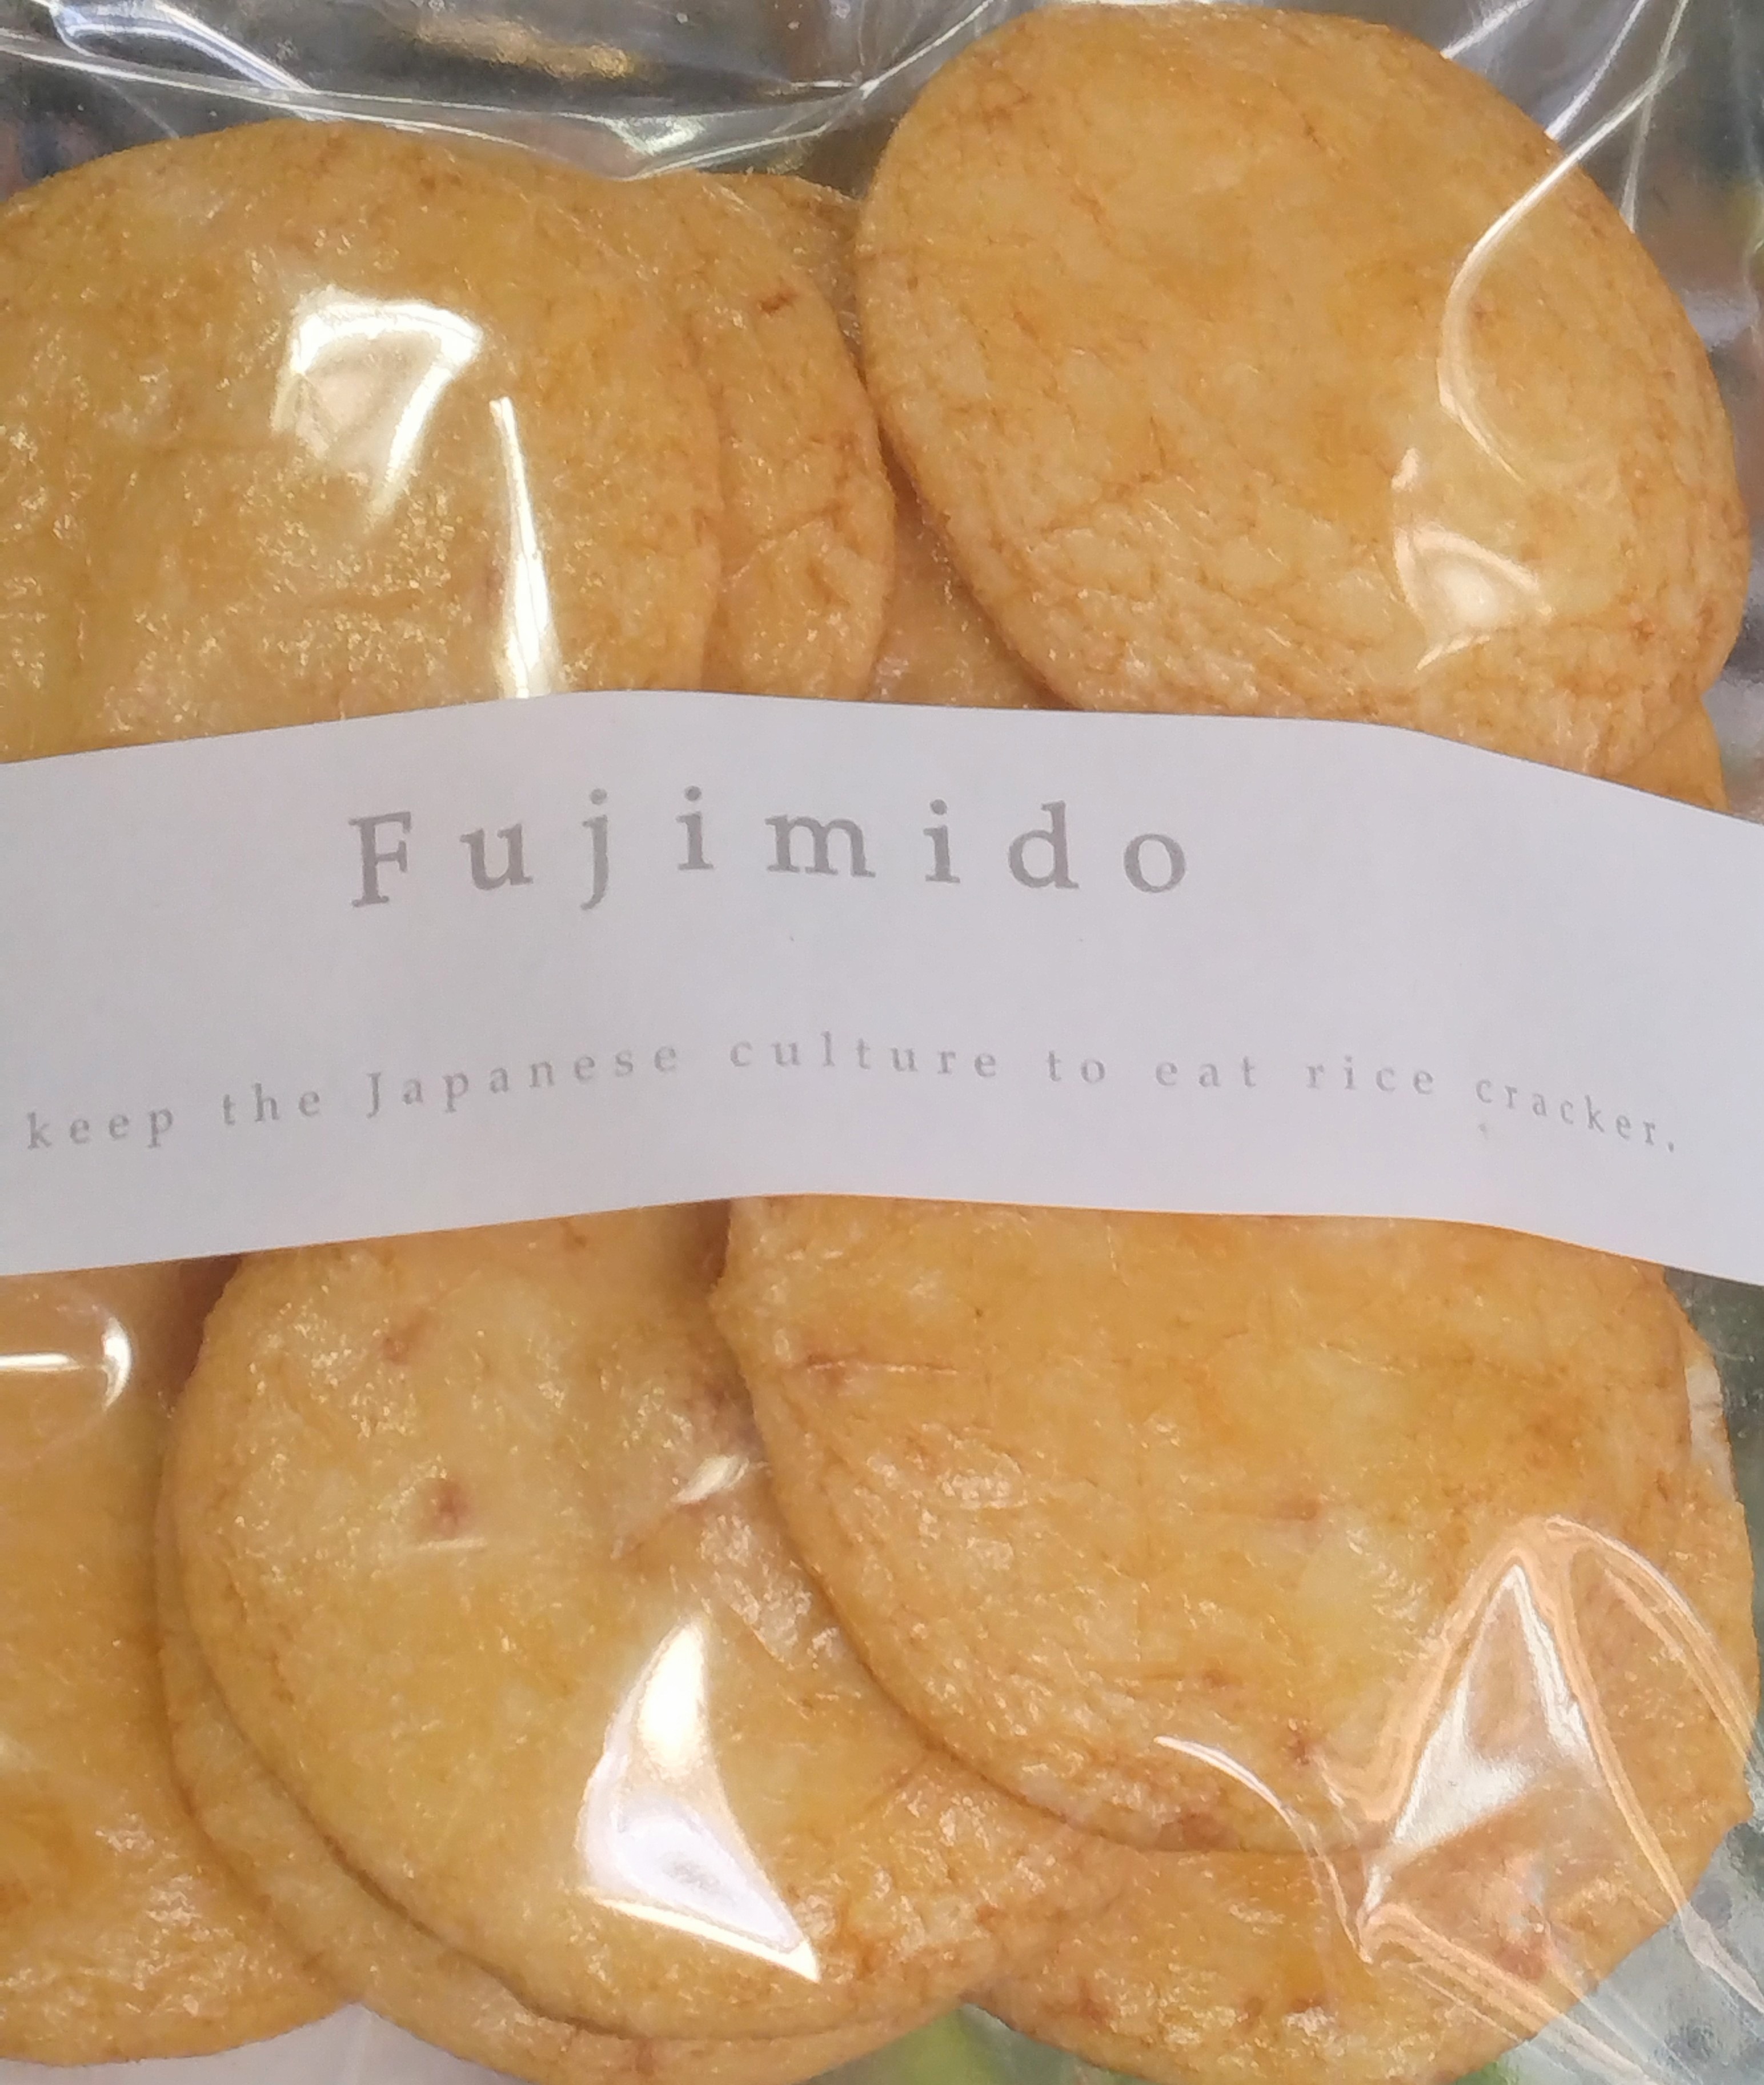 Fujimido
keep the Japanese culture to eat rice cracker.